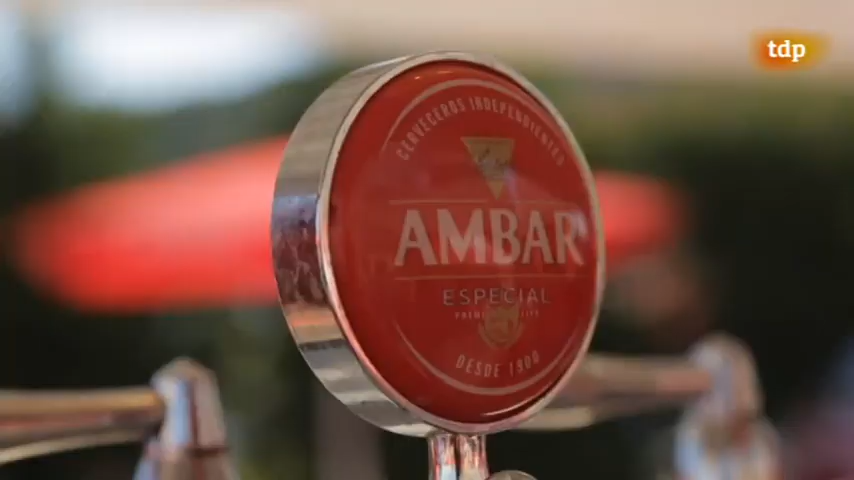 tdp
CERVECEROS INDEPENDIENTES
AMBAR
ESPECIAL
DESDE 1900